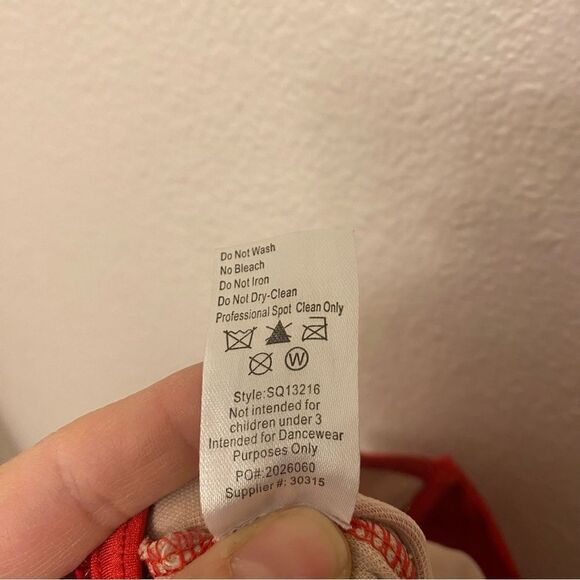 Do Not Wash
No Bleach
Do Not Iron
Do Not Dry-Clean
Professional Spot Clean Only
W
Style:SQ13216
Not intended for
children under 3
Intended for Dancewear
Purposes Only
PO#:2026060
Supplier #: 30315